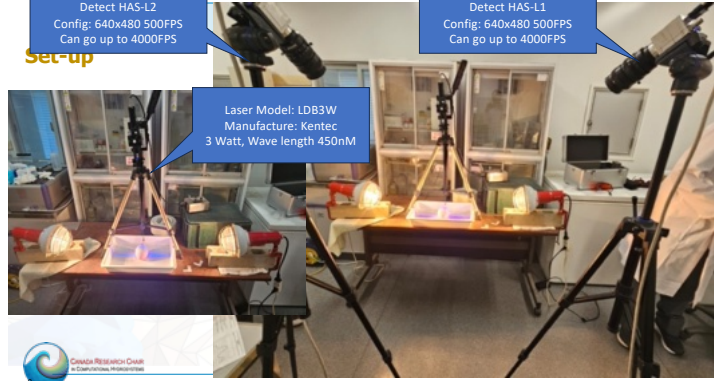 Detect HAS-L2
Config: 640x480 500FPS
Can go up to 4000FPS
Detect HAS-L1
Config: 640x480 500FPS
Can go up to 4000FPS
Set-up
Laser Model: LDB3W
Manufacture: Kentec
3 Watt, Wave length 450nM
CANADA RESEARCH CHAIR
IN COMPUTATIONAL HYDROSYSTEMS